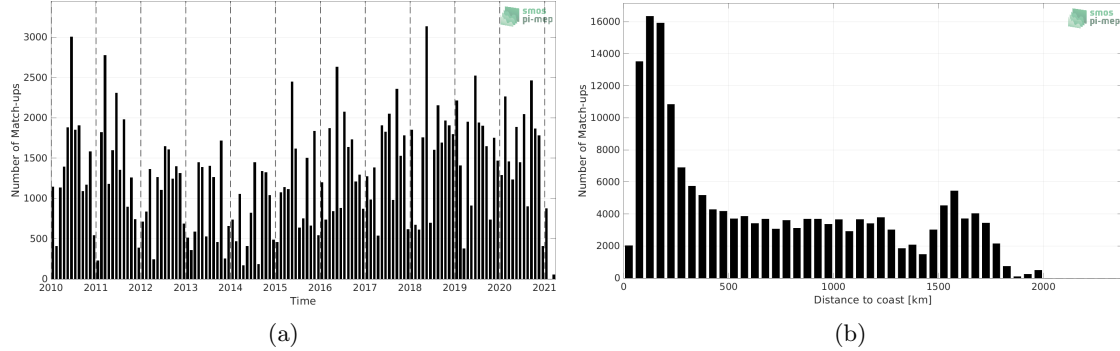 smos
pi-mep
3000
2500
2000
1500
1000
500
0
Number of Match-ups
2010 2011 2012 2013 2014 2015 2016 2017 2018 2019 2020 2021
Time
(a)
smos
pi-mep
16000
14000
12000
10000
8000
6000
4000
2000
0
Number of Match-ups
0 500 1000 1500 2000
Distance to coast [km]
(b)